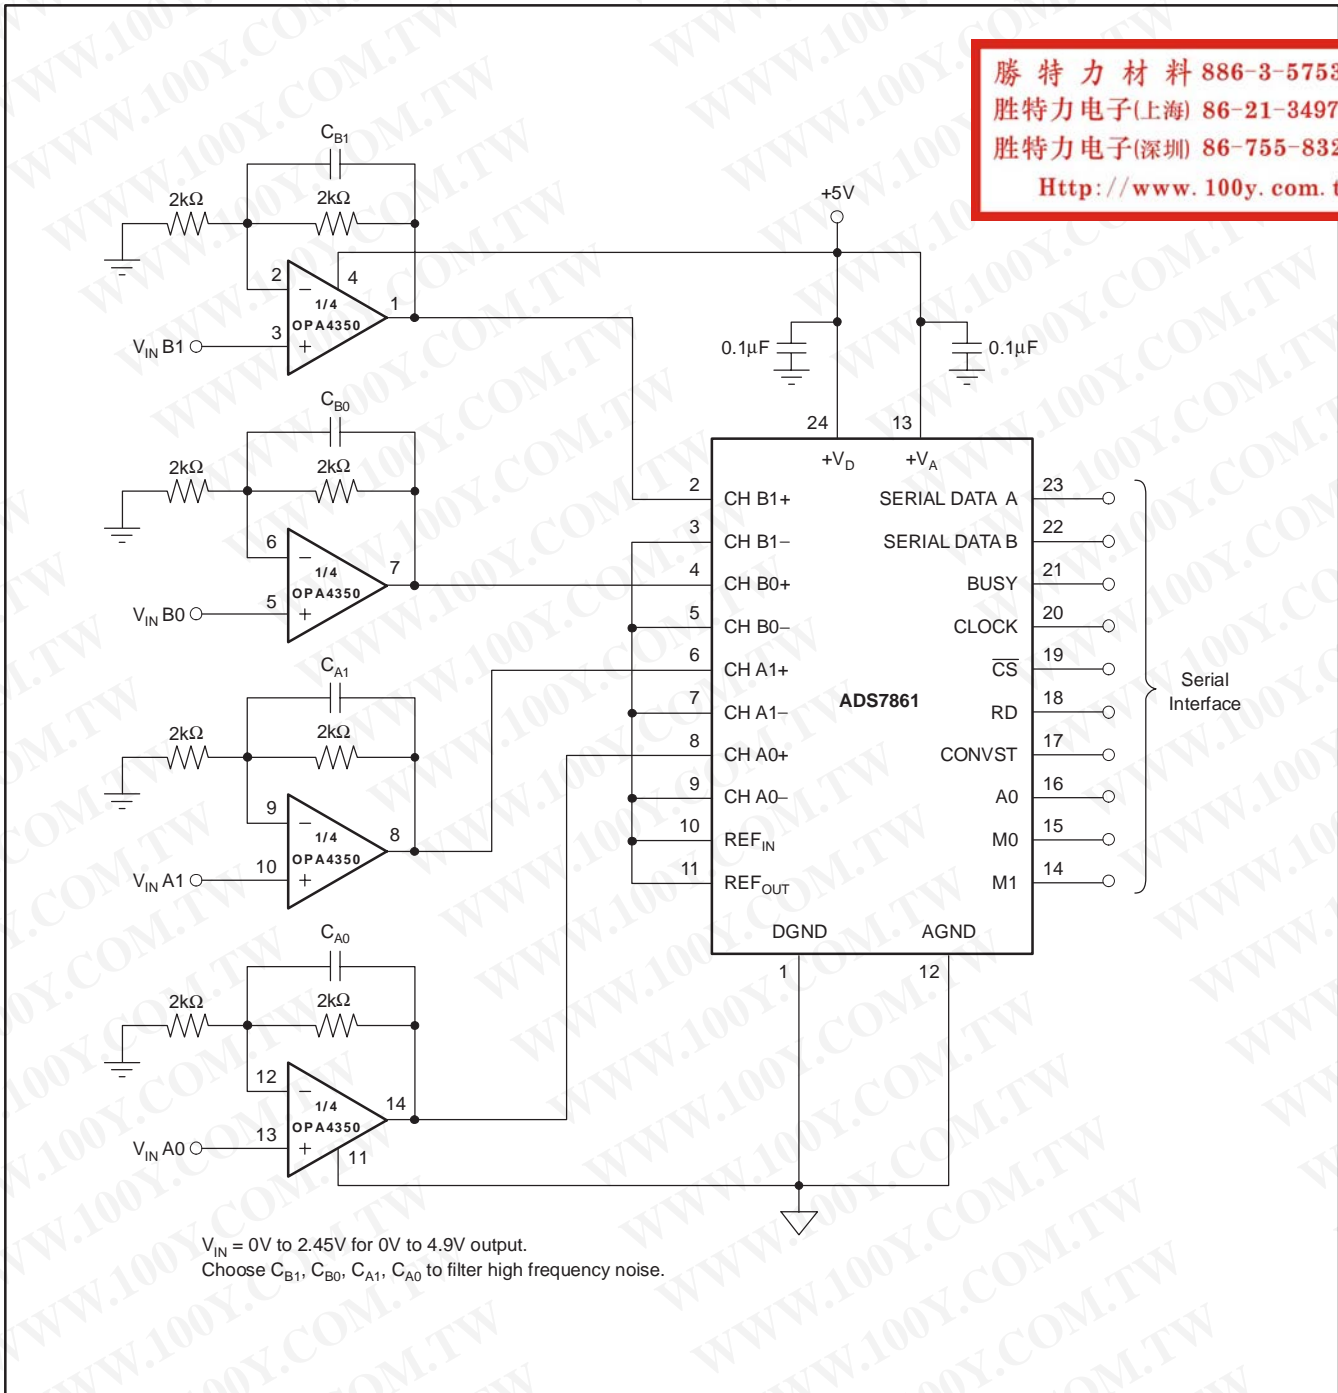 勝 特 力 材 料 886-3-5753
胜特力电子(上海) 86-21-3497
胜特力电子(深圳) 86-755-832
Http://www.100y.com.t
CB1
2kΩ
2kΩ
+5V
2
4
1/4
OPA4350
1
3
VIN B1
0.1μF
0.1μF
CB0
2kΩ
2kΩ
6
1/4
OPA4350
7
5
VIN B0
CA1
2kΩ
2kΩ
9
1/4
OPA4350
8
10
VIN A1
CA0
2kΩ
2kΩ
12
1/4
OPA4350
14
13
VIN A0
11
24
13
+VD
+VA
2 CH B1+
3 CH B1−
4 CH B0+
5 CH B0−
6 CH A1+
7 CH A1−
8 CH A0+
9 CH A0−
10 REFIN
11 REFOUT
ADS7861
SERIAL DATA A 23
SERIAL DATA B 22
BUSY 21
CLOCK 20
CS 19
RD 18
CONVST 17
A0 16
M0 15
M1 14
Serial
Interface
DGND
AGND
1
12
VIN = 0V to 2.45V for 0V to 4.9V output.
Choose CB1, CB0, CA1, CA0 to filter high frequency noise.
WWW.100Y.COM.TW